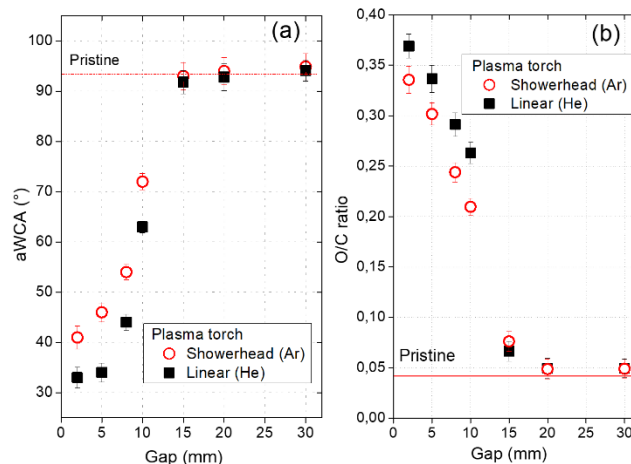 (a)
Pristine
aWCA (°)
100
90
80
70
60
50
40
30
Plasma torch
Showerhead (Ar)
Linear (He)
0 5 10 15 20 25 30
Gap (mm)
(b)
0,40
0,35
0,30
0,25
0,20
0,15
0,10
0,05
0,00
O/C ratio
Plasma torch
Showerhead (Ar)
Linear (He)
Pristine
0 5 10 15 20 25 30
Gap (mm)